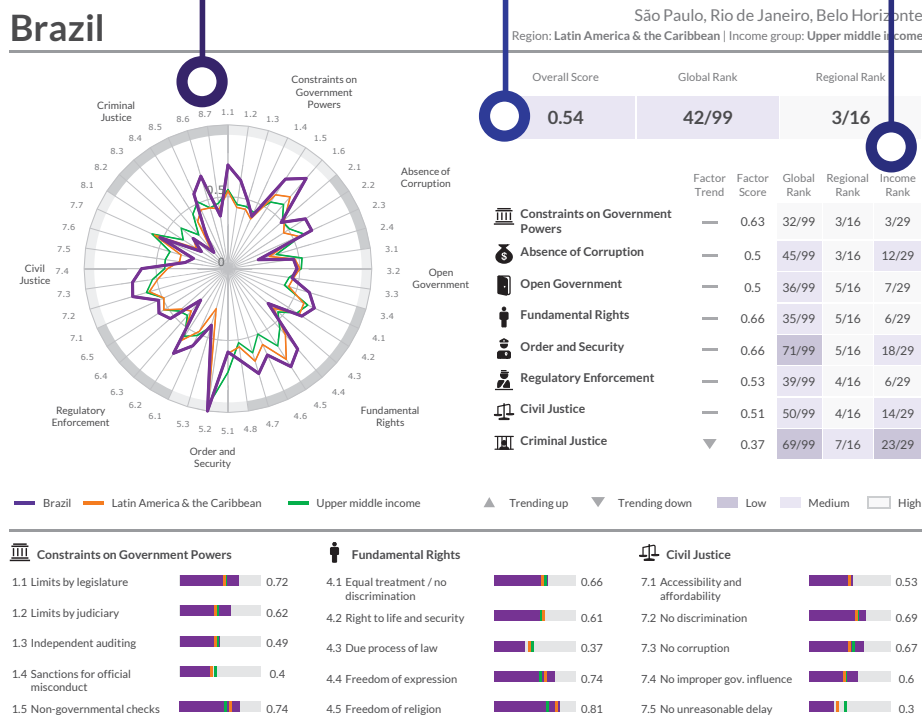 Brazil
São Paulo, Rio de Janeiro, Belo Horizonte
Region: Latin America & the Caribbean | Income group: Upper middle income
Overall Score
Global Rank
Regional Rank
0.54
42/99
3/16
Constraints on
Government
Powers
Criminal
Justice
Absence of
Corruption
Open
Government
Fundamental
Rights
Order and
Security
Regulatory
Enforcement
Civil
Justice
1.1
1.2
1.3
1.4
1.5
1.6
2.1
2.2
2.3
2.4
3.1
3.2
3.3
3.4
4.1
4.2
4.3
4.4
4.5
4.6
4.7
4.8
5.1
5.2
5.3
6.1
6.2
6.3
6.4
6.5
7.1
7.2
7.3
7.4
7.5
7.6
7.7
8.1
8.2
8.3
8.4
8.5
8.6
8.7
0.5
0
Factor Trend
Factor Score
Global Rank
Regional Rank
Income Rank
Constraints on Government Powers
0.63 32/99 3/16 3/29
Absence of Corruption 0.5 45/99 3/16 12/29
Open Government 0.5 36/99 5/16 7/29
Fundamental Rights 0.66 35/99 5/16 6/29
Order and Security 0.66 71/99 5/16 18/29
Regulatory Enforcement 0.53 39/99 4/16 6/29
Civil Justice 0.51 50/99 4/16 14/29
Criminal Justice 0.37 69/99 7/16 23/29
Brazil Latin America & the Caribbean Upper middle income
Trending up Trending down Low Medium High
Constraints on Government Powers
1.1 Limits by legislature 0.72
1.2 Limits by judiciary 0.62
1.3 Independent auditing 0.49
1.4 Sanctions for official
misconduct 0.4
1.5 Non-governmental checks 0.74
Fundamental Rights
4.1 Equal treatment / no
discrimination 0.66
4.2 Right to life and security 0.61
4.3 Due process of law 0.37
4.4 Freedom of expression 0.74
4.5 Freedom of religion 0.81
Civil Justice
7.1 Accessibility and
affordability 0.53
7.2 No discrimination 0.69
7.3 No corruption 0.67
7.4 No improper gov. influence 0.6
7.5 No unreasonable delay 0.3